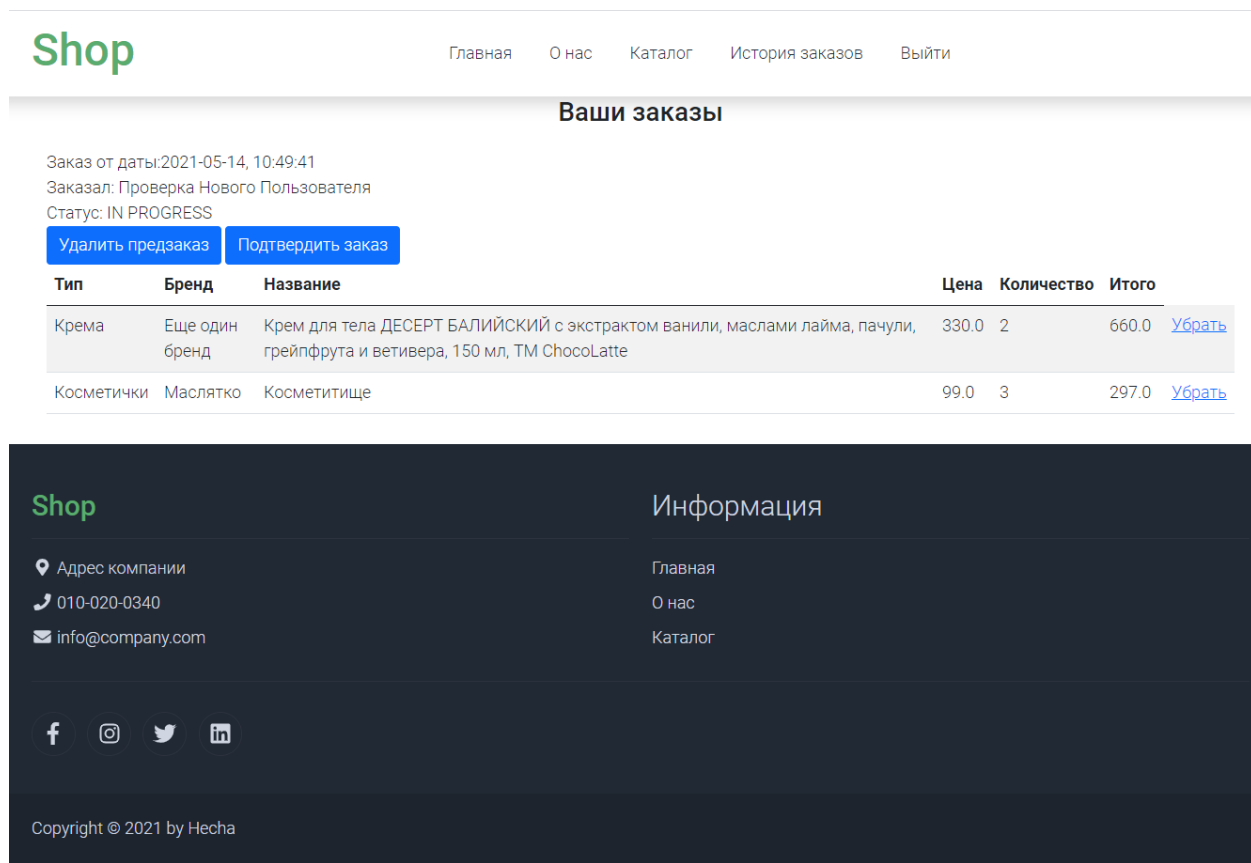 Shop
Главная О нас Каталог История заказов Выйти
Ваши заказы
Заказ от даты:2021-05-14, 10:49:41
Заказал: Проверка Нового Пользователя
Статус: IN PROGRESS
Удалить предзаказ Подтвердить заказ
Тип Бренд Название Цена Количество Итого
Крема Еще один бренд Крем для тела ДЕСЕРТ БАЛИЙСКИЙ с экстрактом ванили, маслами лайма, пачули, 330.0 2 660.0 Убрать
грейпфрута и ветивера, 150 мл, ТМ ChocoLatte
Косметички Маслятко Косметитище 99.0 3 297.0 Убрать
Shop
Адрес компании
010-020-0340
info@company.com
Информация
Главная
О нас
Каталог
Copyright © 2021 by Hecha